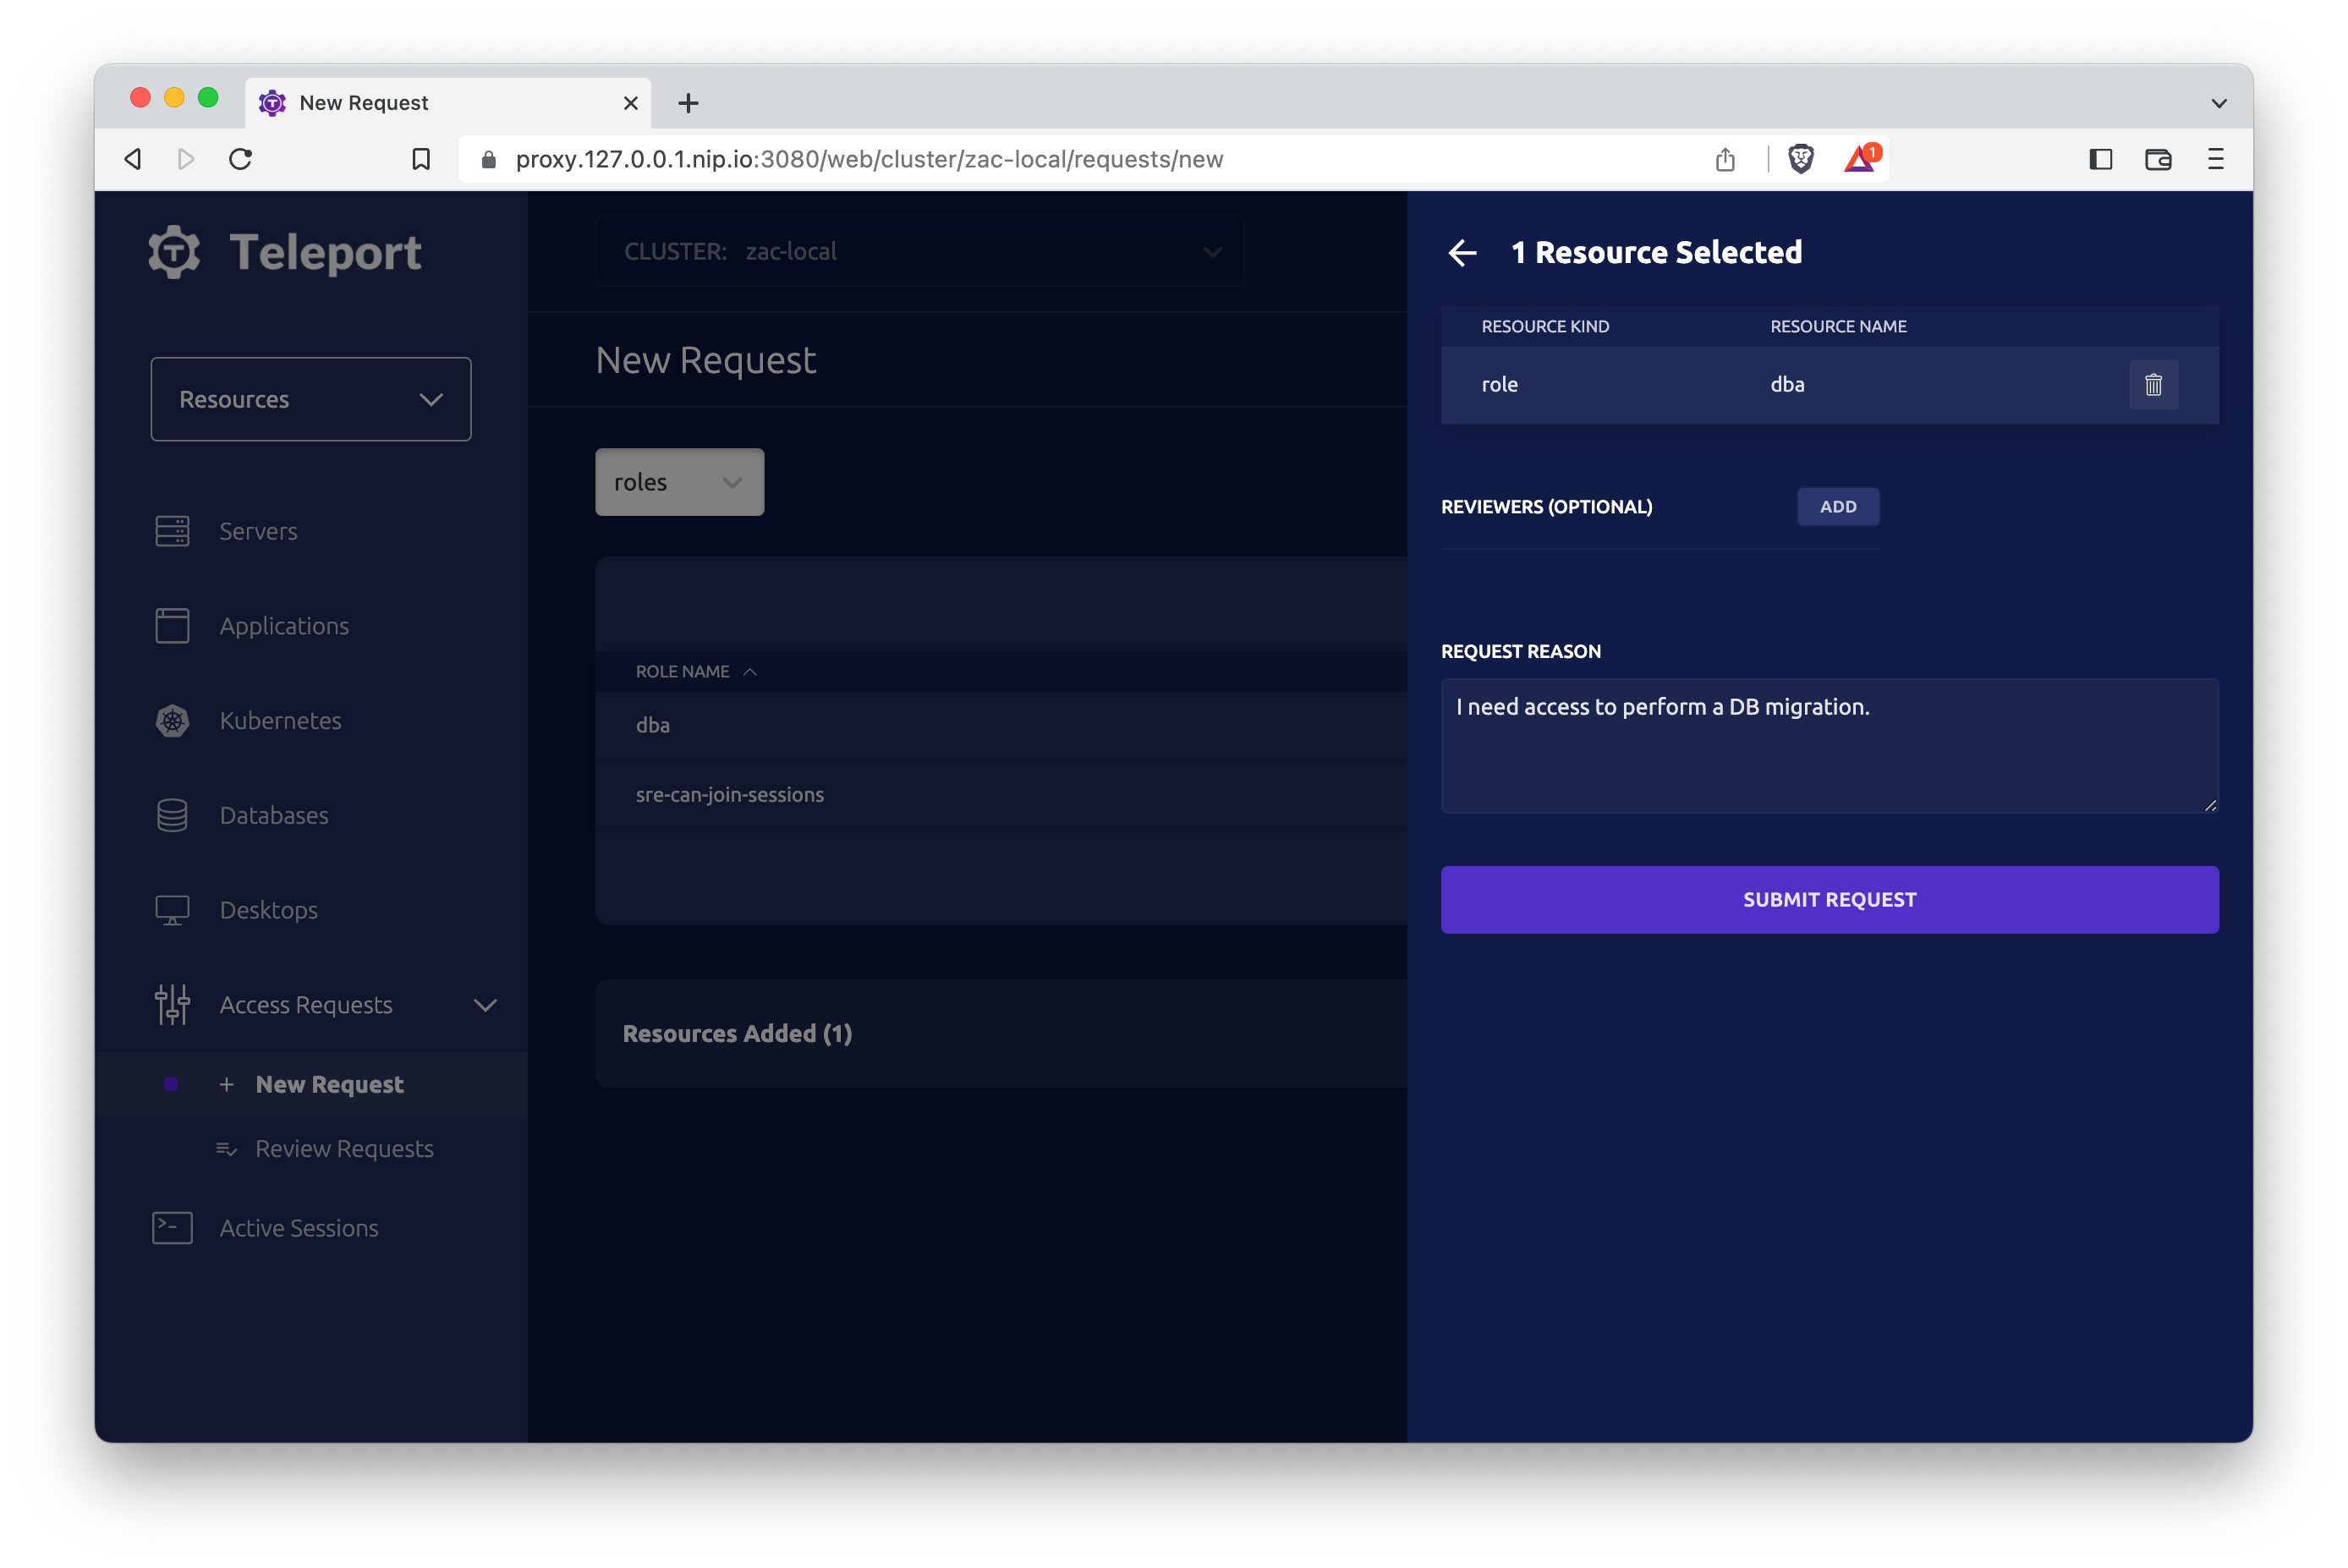 New Request
proxy.127.0.0.1.nip.io:3080/web/cluster/zac-local/requests/new
1
Teleport
Resources
Servers
Applications
Kubernetes
Databases
Desktops
Access Requests
+ New Request
Review Requests
Active Sessions
CLUSTER: zac-local
New Request
roles
ROLE NAME
dba
sre-can-join-sessions
Resources Added (1)
1 Resource Selected
RESOURCE KIND RESOURCE NAME
role dba
REVIEWERS (OPTIONAL) ADD
REQUEST REASON
I need access to perform a DB migration.
SUBMIT REQUEST